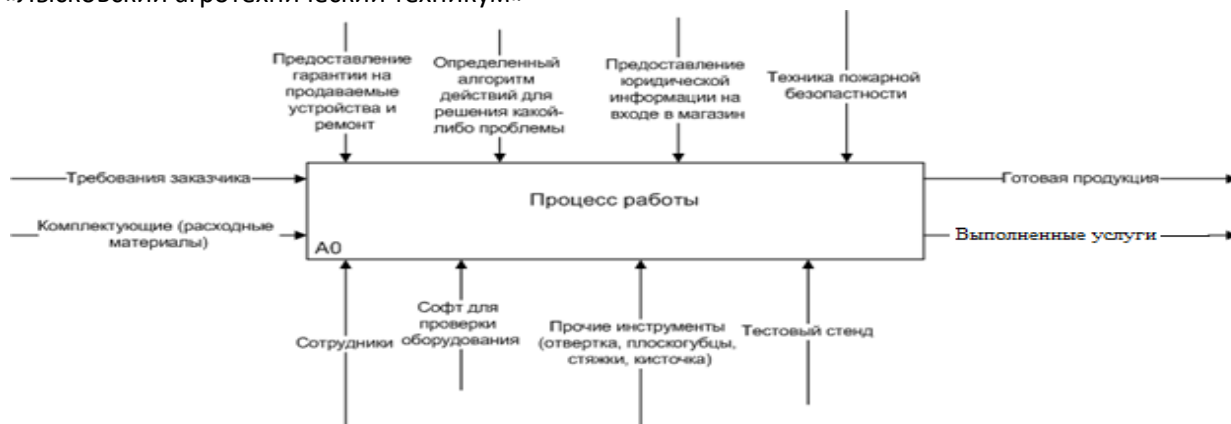 «Лысковский агротехнический техникум»
Предоставление
гарантии на
продаваемые
устройства и
ремонт
Определенный
алгоритм
действий для
решения какой-
либо проблемы
Предоставление
юридической
информации на
входе в магазин
Техника пожарной
безопастности
Требования заказчика
Комплектующие (расходные
материалы)
Процесс работы
А0
Готовая продукция
Выполненные услуги
Сотрудники
Софт для
проверки
оборудования
Прочие инструменты
(отвертка, плоскогубцы,
стяжки, кисточка)
Тестовый стенд